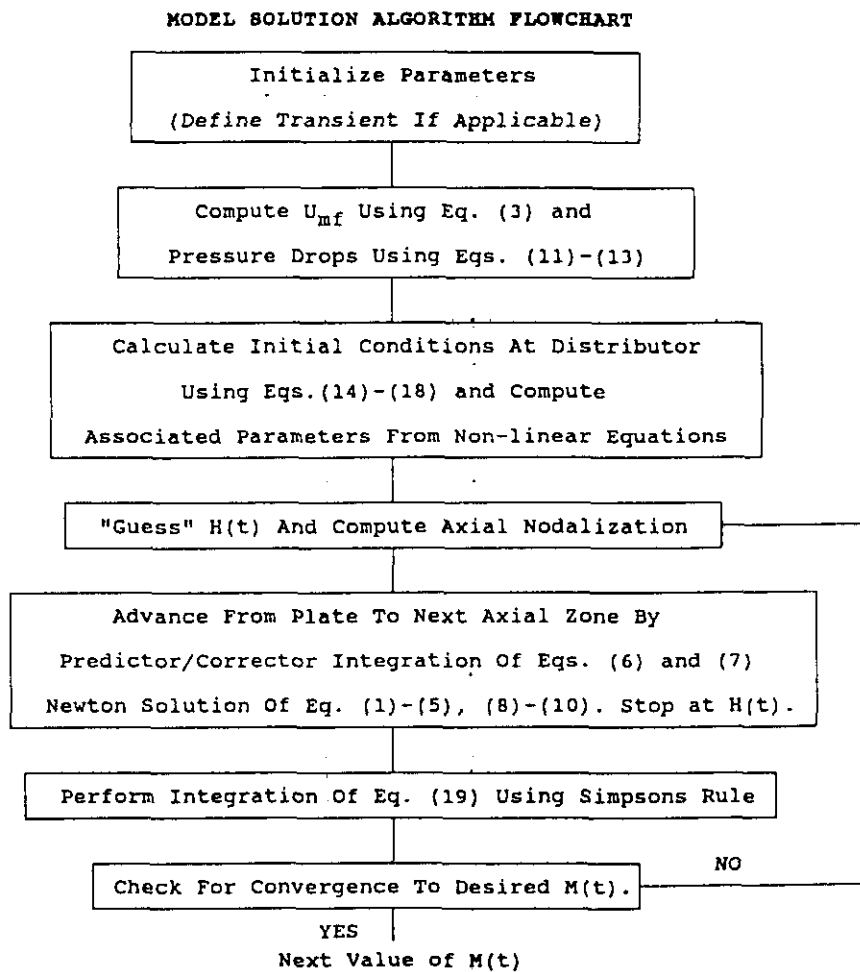 MODEL SOLUTION ALGORITHM FLOWCHART
Initialize Parameters
(Define Transient If Applicable)
Compute Umf Using Eq. (3) and
Pressure Drops Using Eqs. (11)-(13)
Calculate Initial Conditions At Distributor
Using Eqs.(14)-(18) and Compute
Associated Parameters From Non-linear Equations
"Guess" H(t) And Compute Axial Nodalization
Advance From Plate To Next Axial Zone By
Predictor/Corrector Integration Of Eqs. (6) and (7)
Newton Solution Of Eq. (1)-(5), (8)-(10). Stop at H(t).
Perform Integration Of Eq. (19) Using Simpsons Rule
Check For Convergence To Desired M(t).
NO
YES
Next Value of M(t)